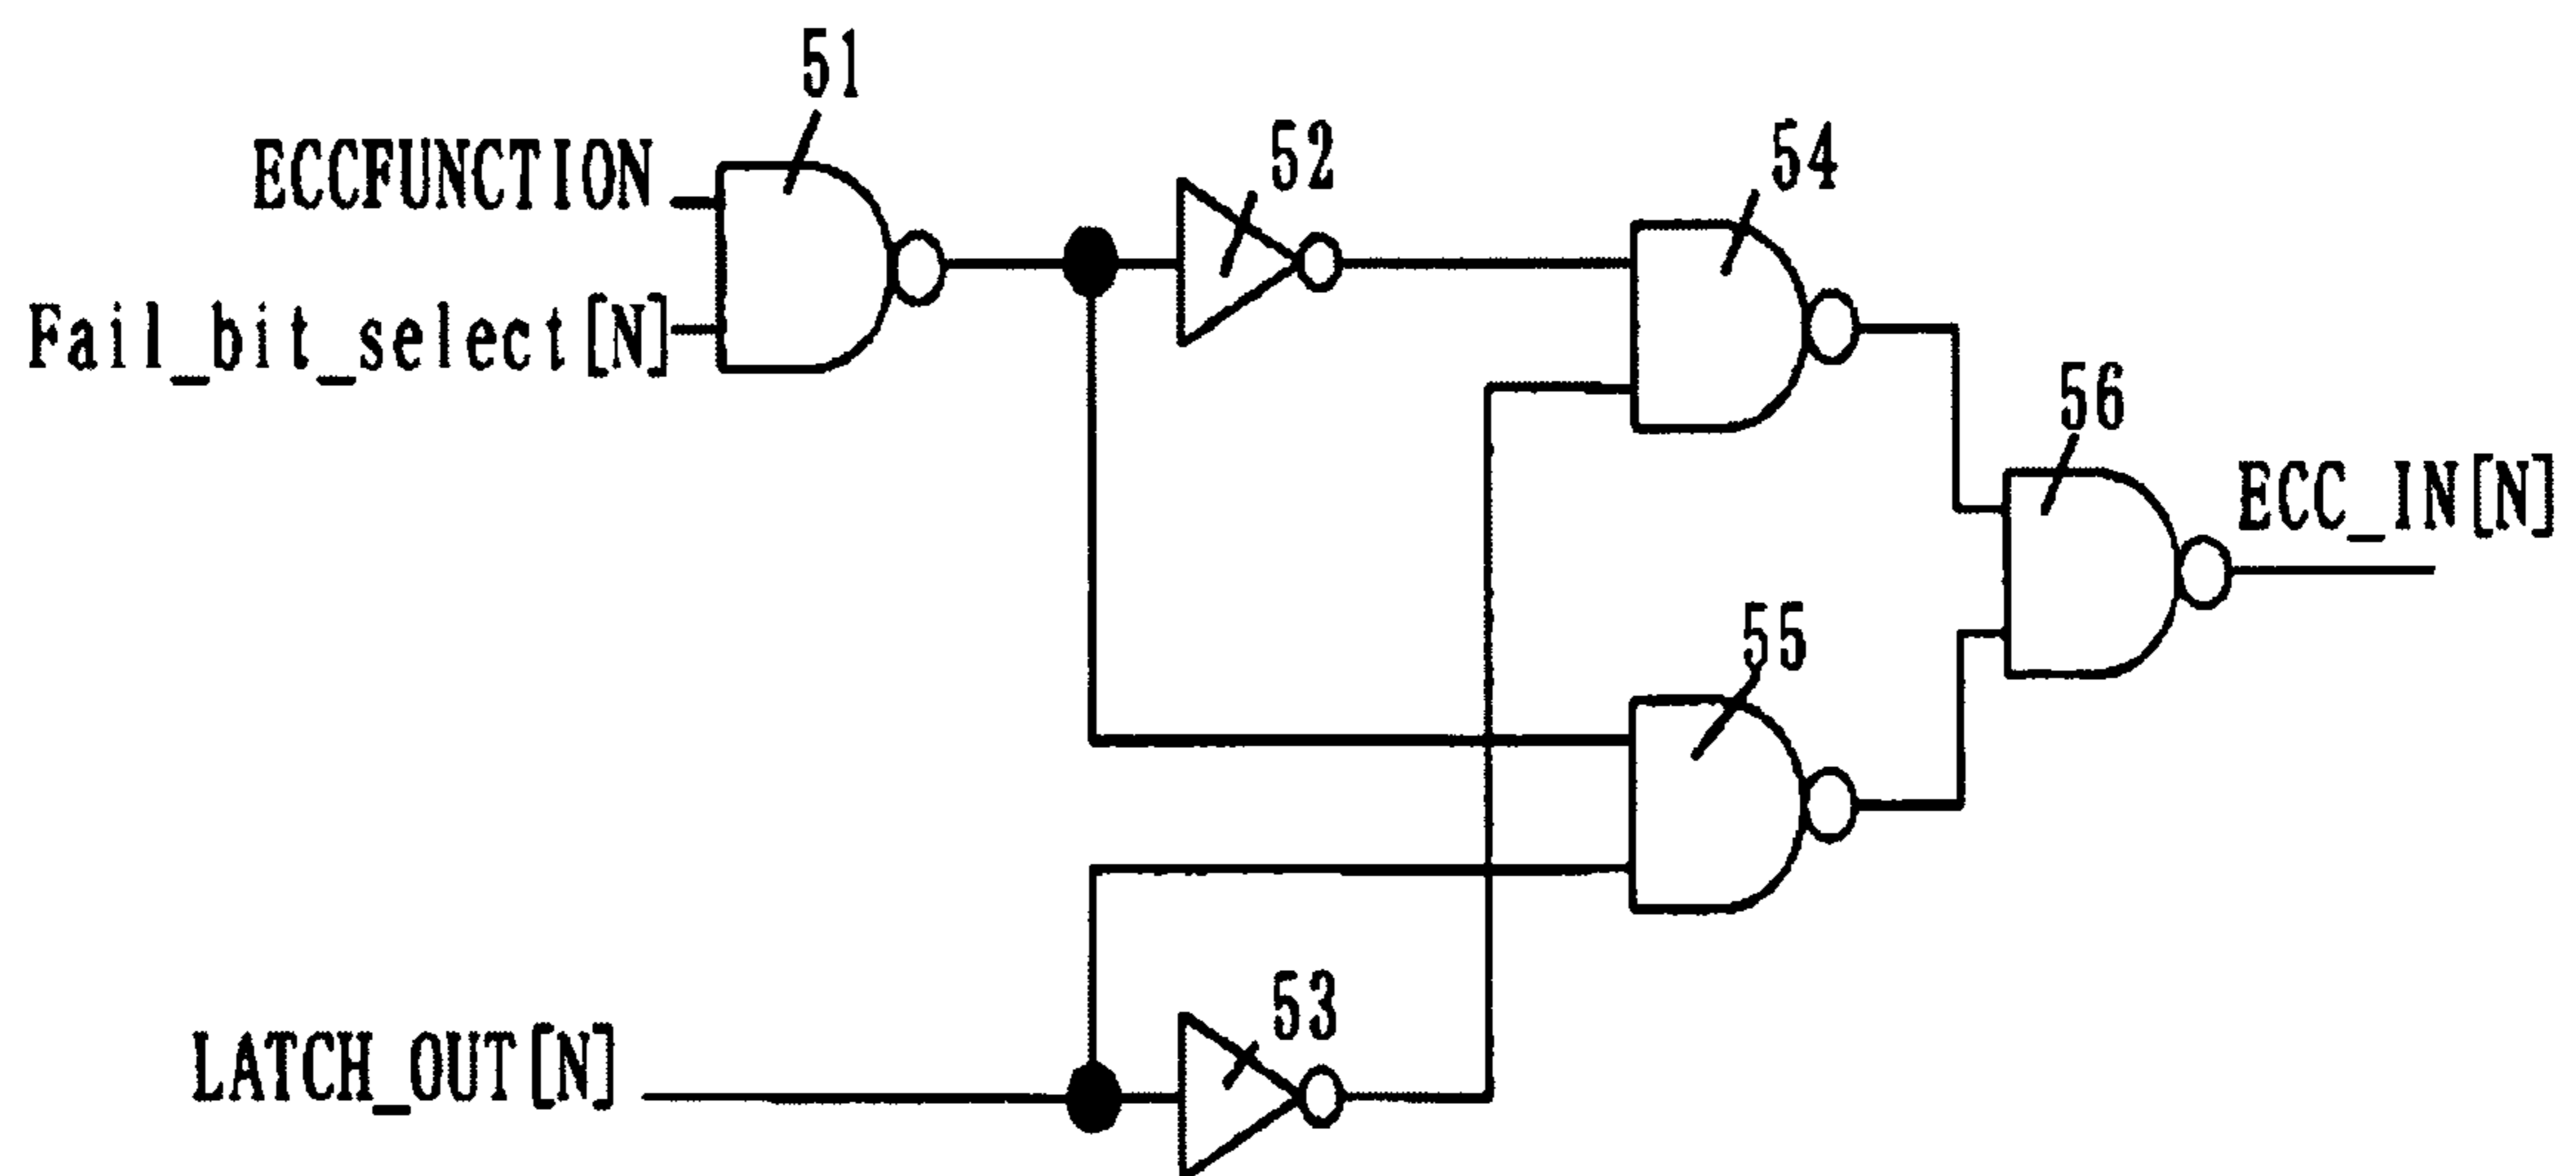 51
ECCFUNCTION
52
54
Fail_bit_select[N]
56
ECC_IN[N]
55
53
LATCH_OUT[N]